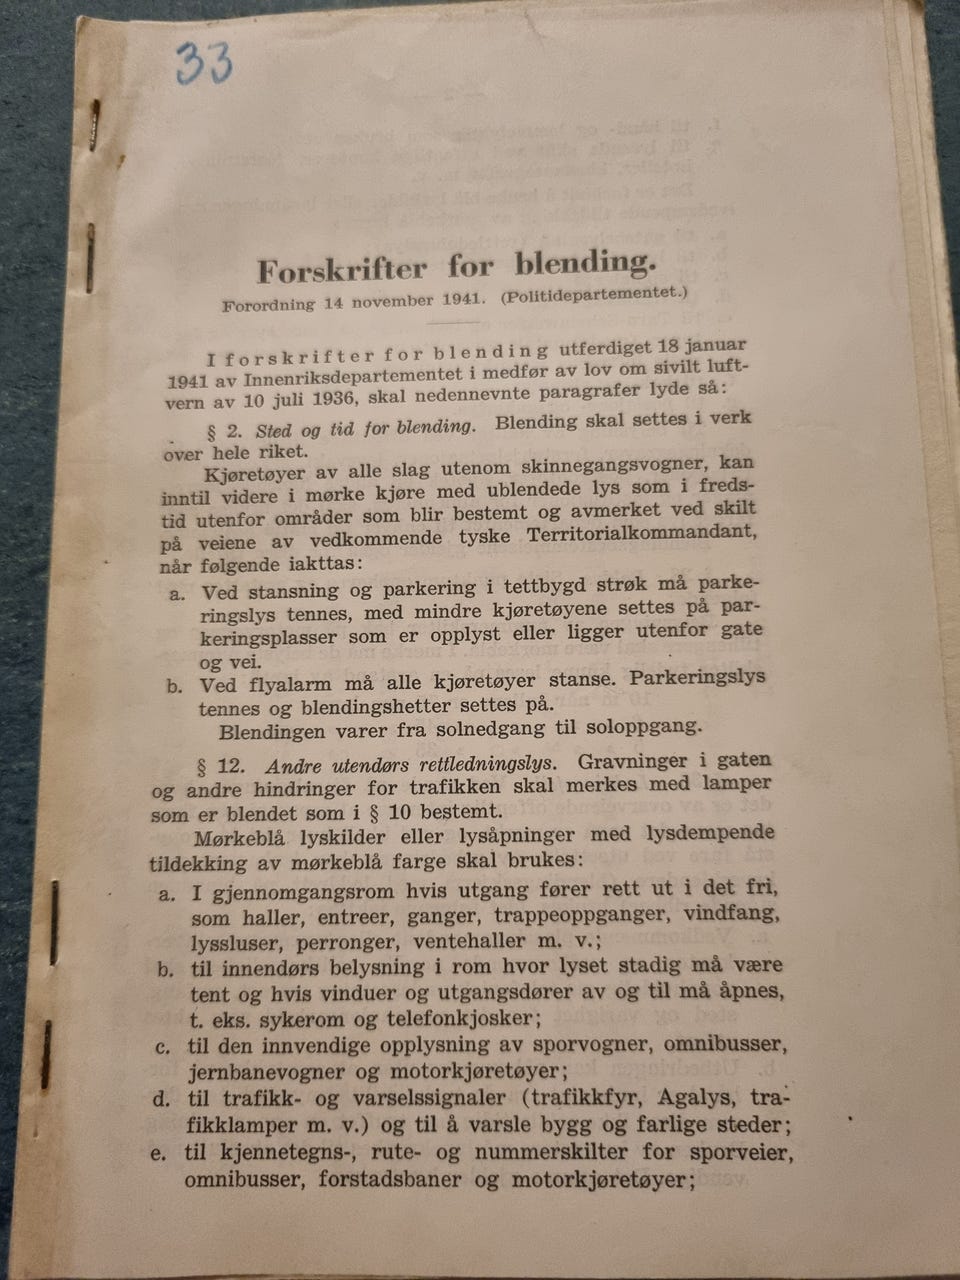 33
Forskrifter for blending.
Forordning 14 november 1941. (Politidepartementet.)
I forskrifter for blending utferdiget 18 januar
1941 av Innenriksdepartementet i medfør av lov om sivilt luft-
vern av 10 juli 1936, skal nedennevnte paragrafer lyde så:
§ 2. Sted og tid for blending. Blending skal settes i verk
over hele riket.
Kjøretøyer av alle slag utenom skinnegangsvogner, kan
inntil videre i mørke kjøre med ublendede lys som i freds-
tid utenfor områder som blir bestemt og avmerket ved skilt
på veiene av vedkommende tyske Territorialkommandant,
når følgende iakttas:
a. Ved stansning og parkering i tettbygd strøk må parke-
ringslys tennes, med mindre kjøretøyene settes på par-
keringsplasser som er opplyst eller ligger utenfor gate
og vei.
b. Ved flyalarm må alle kjøretøyer stanse. Parkeringslys
tennes og blendingshetter settes på.
Blendingen varer fra solnedgang til soloppgang.
§ 12. Andre utendørs rettledningslys. Gravninger i gaten
og andre hindringer for trafikken skal merkes med lamper
som er blendet som i § 10 bestemt.
Mørkeblå lyskilder eller lysåpninger med lysdempende
tildekking av mørkeblå farge skal brukes:
a. I gjennomgangsrom hvis utgang fører rett ut i det fri,
som haller, entreer, ganger, trappeoppganger, vindfang,
lyssluser, perronger, ventehaller m. v.;
b. til innendørs belysning i rom hvor lyset stadig må være
tent og hvis vinduer og utgangsdører av og til må åpnes,
t. eks. sykerom og telefonkjosker;
c. til den innvendige opplysning av sporvogner, omnibusser,
jernbanevogner og motorkjøretøyer;
d. til trafikk- og varselssignaler (trafikkfyr, Agalys, tra-
fikklamper m. v.) og til å varsle bygg og farlige steder;
e. til kjennetegns-, rute- og nummerskilter for sporveier,
omnibusser, forstadsbaner og motorkjøretøyer;